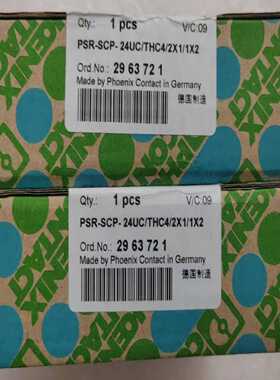 Qty.: 1 pcs V/C:09
PSR-SCP- 24UC/THC4/2X1/1X2
Ord.No.: 29 63 72 1
Made by Phoenix Contact in Germany
德国制造
PHOENIX
CONTACT
Qty.: 1 pcs V/C:09
PSR-SCP- 24UC/THC4/2X1/1X2
Ord.No.: 29 63 72 1
Made by Phoenix Contact in Germany
德国制造